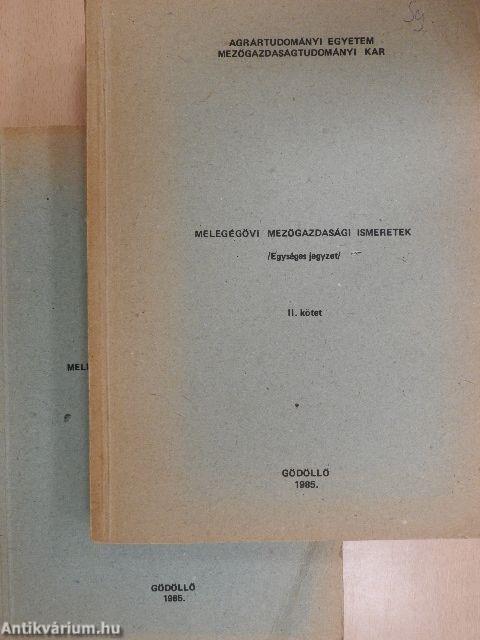 AGRÁRTUDOMÁNYI EGYETEM
MEZŐGAZDASÁGTUDOMÁNYI KAR
MELEGÉGÖVI MEZŐGAZDASÁGI ISMERETEK
/Egységes jegyzet/
II. kötet
GÖDÖLLŐ
1985.
GÖDÖLLŐ
1985.
Antikvárium.hu